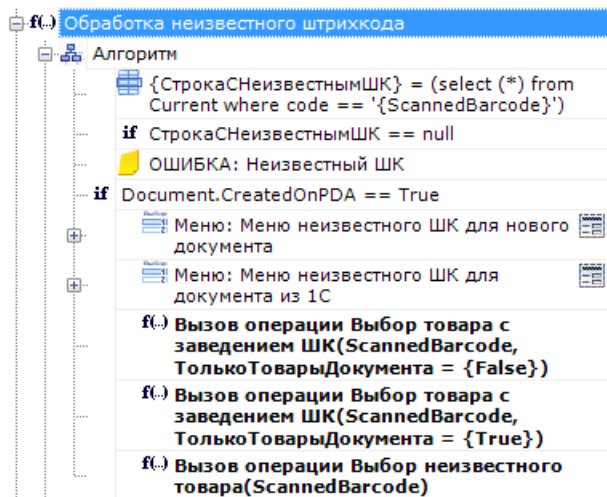 f(..) Обработка неизвестного штрихкода
Алгоритм
{СтрокаСНеизвестнымШК} = (select (*) from
Current where code == '{ScannedBarcode}')
if СтрокаСНеизвестнымШК == null
ОШИБКА: Неизвестный ШК
if Document.CreatedOnPDA == True
Меню: Меню неизвестного ШК для нового
документа
Меню: Меню неизвестного ШК для
документа из 1С
f(..) Вызов операции Выбор товара с
заведением ШК(ScannedBarcode,
ТолькоТоварыДокумента = {False})
f(..) Вызов операции Выбор товара с
заведением ШК(ScannedBarcode,
ТолькоТоварыДокумента = {True})
f(..) Вызов операции Выбор неизвестного
товара(ScannedBarcode)